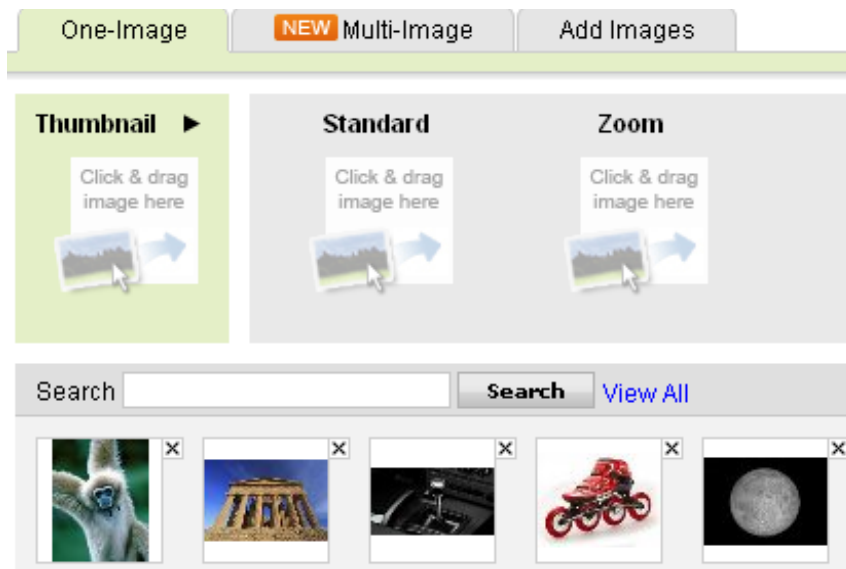 One-Image
NEW Multi-Image
Add Images
Thumbnail ►
Standard
Zoom
Click & drag
image here
Click & drag
image here
Click & drag
image here
Search
Search
View All